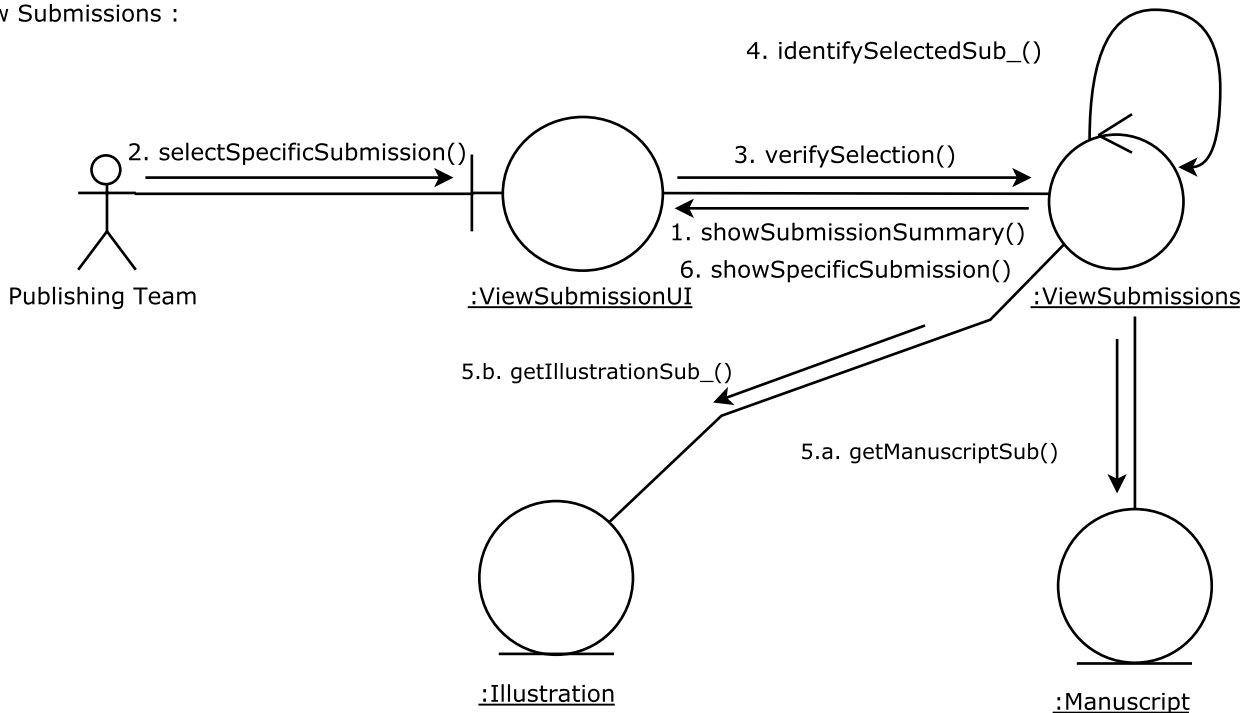 w Submissions :
4. identifySelectedSub_()
2. selectSpecificSubmission()
3. verifySelection()
1. showSubmissionSummary()
6. showSpecificSubmission()
Publishing Team
:ViewSubmissionUI
:ViewSubmissions
5.b. getIllustrationSub_()
5.a. getManuscriptSub()
:Illustration
:Manuscript